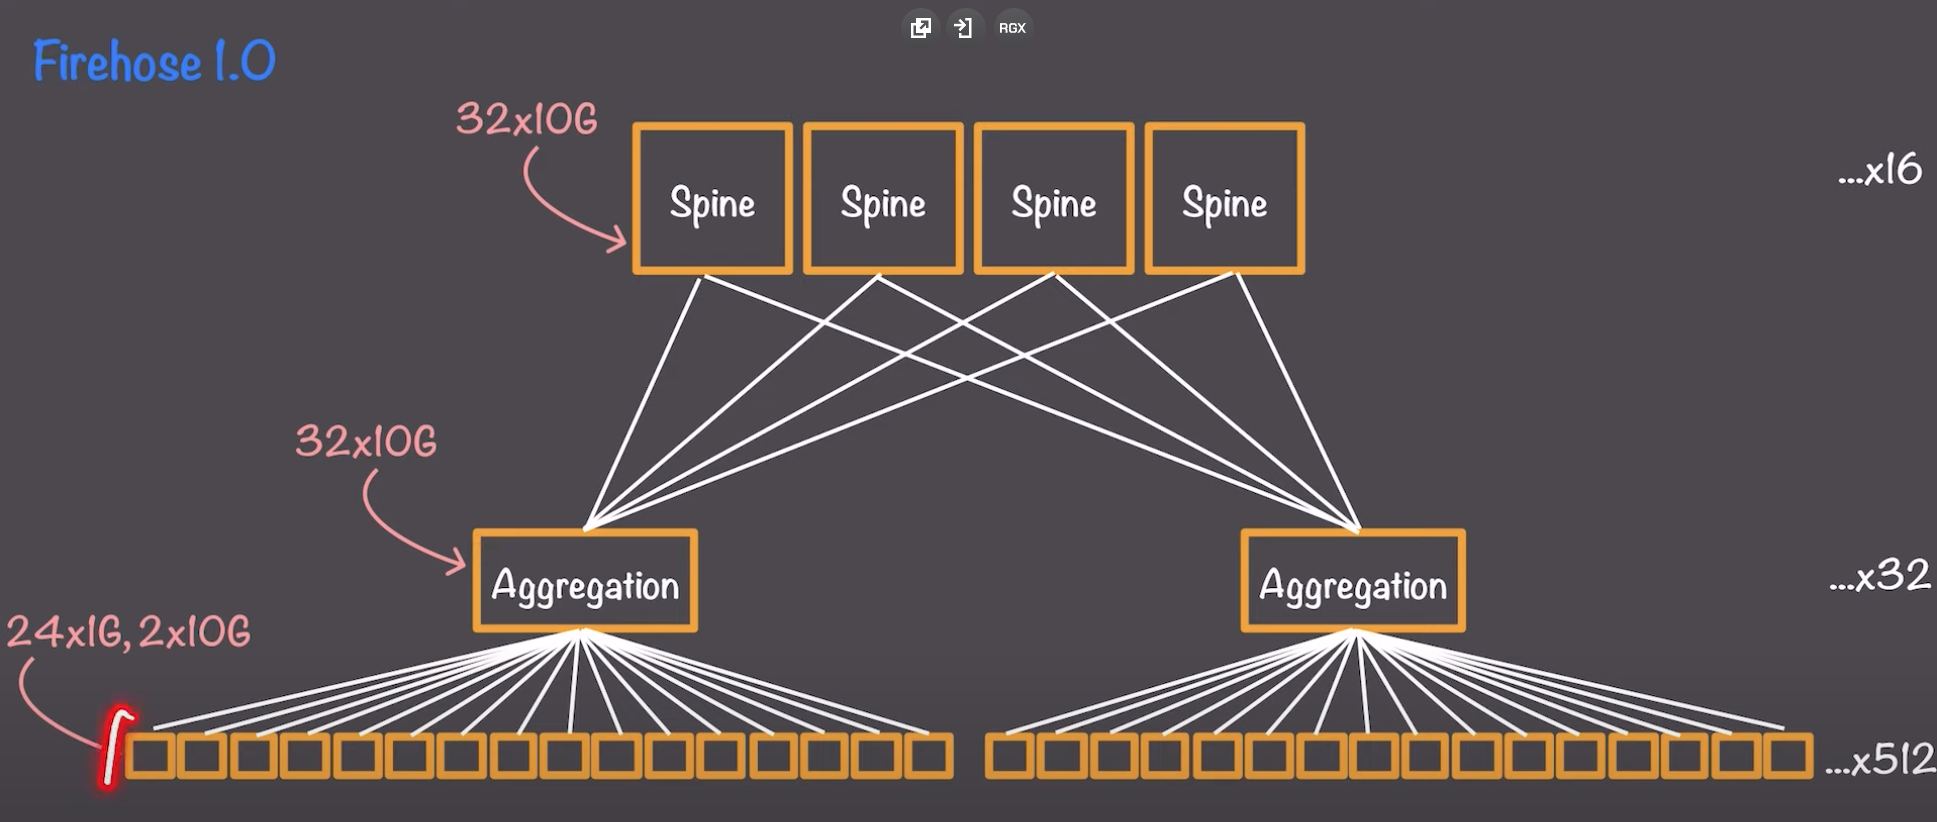 RGX
Firehose 1.0
32x10G
Spine Spine Spine Spine
...x16
32x10G
Aggregation Aggregation
...x32
24x1G, 2x10G
...x512